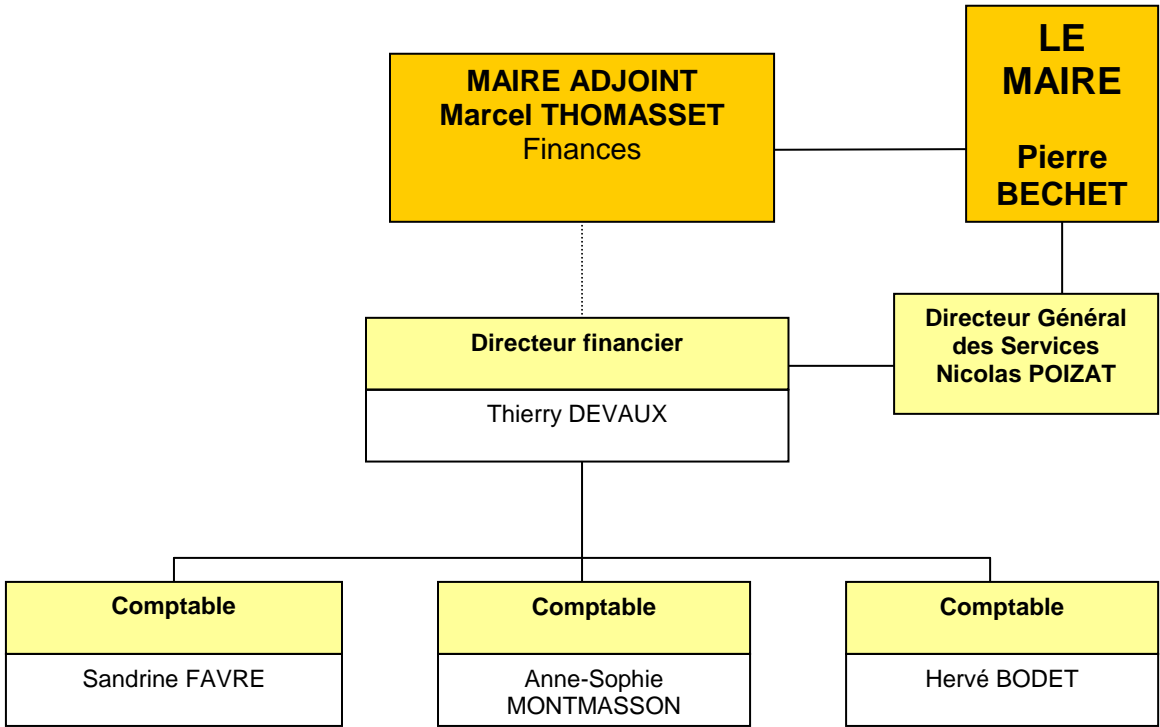 LE
MAIRE
Pierre
BECHET
MAIRE ADJOINT
Marcel THOMASSET
Finances
Directeur Général
des Services
Nicolas POIZAT
Directeur financier
Thierry DEVAUX
Comptable
Sandrine FAVRE
Comptable
Anne-Sophie
MONTMASSON
Comptable
Hervé BODET